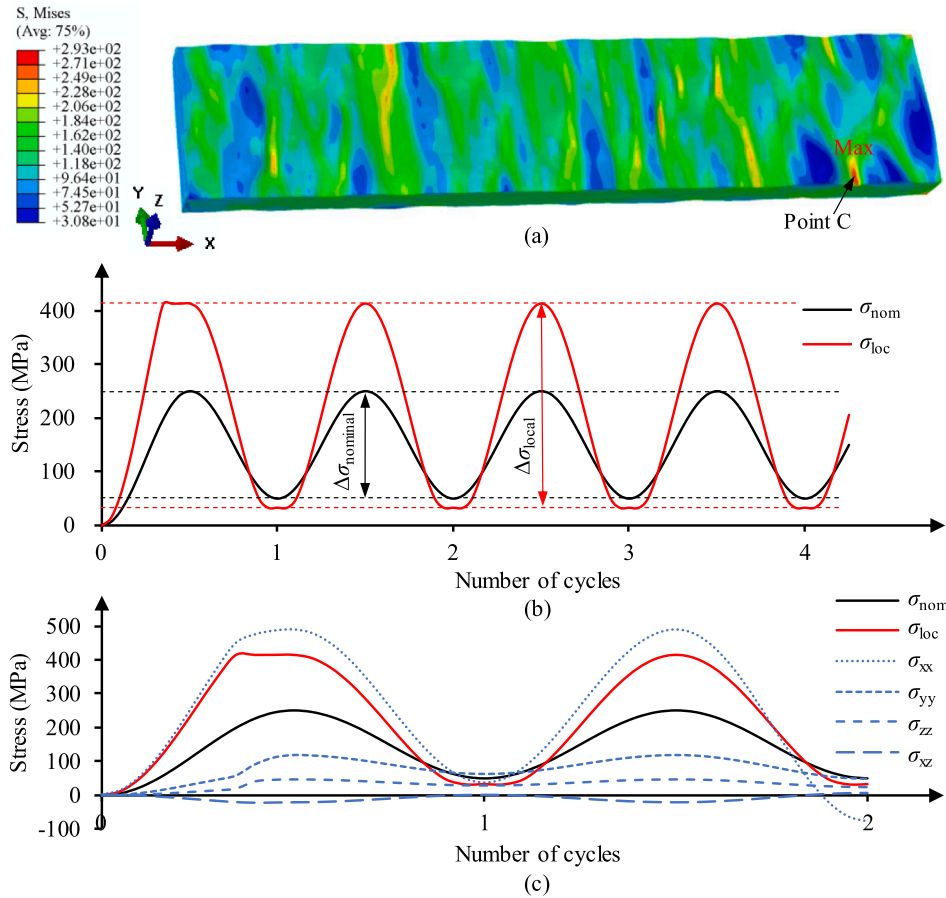 S, Mises
(Avg: 75%)
+2.93e+02
+2.71e+02
+2.49e+02
+2.28e+02
+2.06e+02
+1.84e+02
+1.62e+02
+1.40e+02
+1.18e+02
+9.64e+01
+7.45e+01
+5.27e+01
+3.08e+01
Y
Z
X
Max
Point C
(a)
Stress (MPa)
400
300
200
100
0
σnom
σloc
Δσnominal
Δσlocal
0 1 2 3 4
Number of cycles
(b)
Stress (MPa)
500
400
300
200
100
0
-100
σnom
σloc
σxx
σyy
σzz
σxz
0 1 2
Number of cycles
(c)